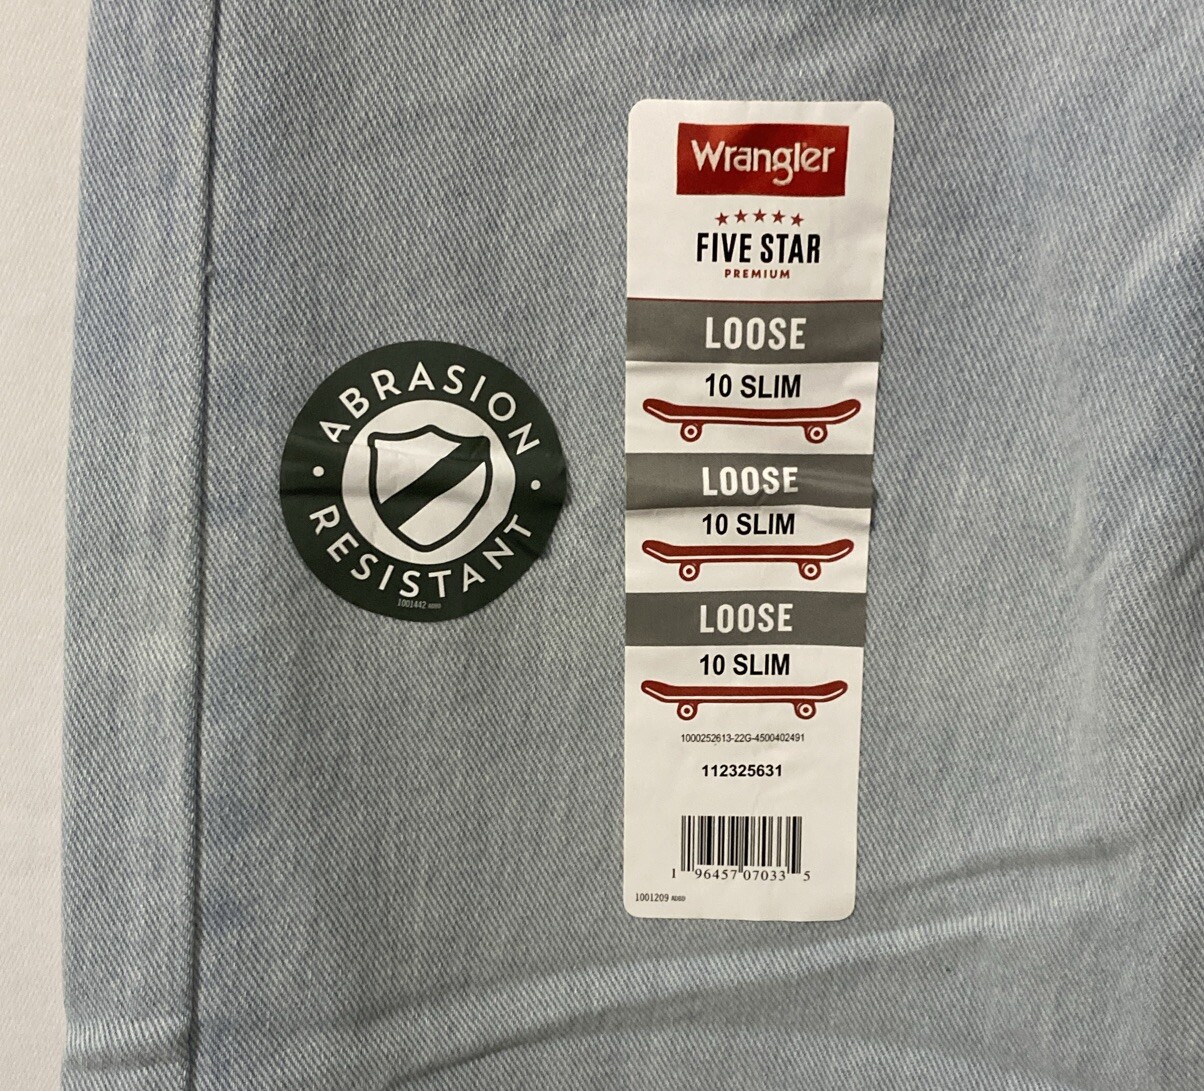 ABRASION
RESISTANT
1001442
Wrangler
FIVE STAR
PREMIUM
LOOSE
10 SLIM
LOOSE
10 SLIM
LOOSE
10 SLIM
1000252613-22G-4500402491
112325631
1 96457 07033 5
1001209